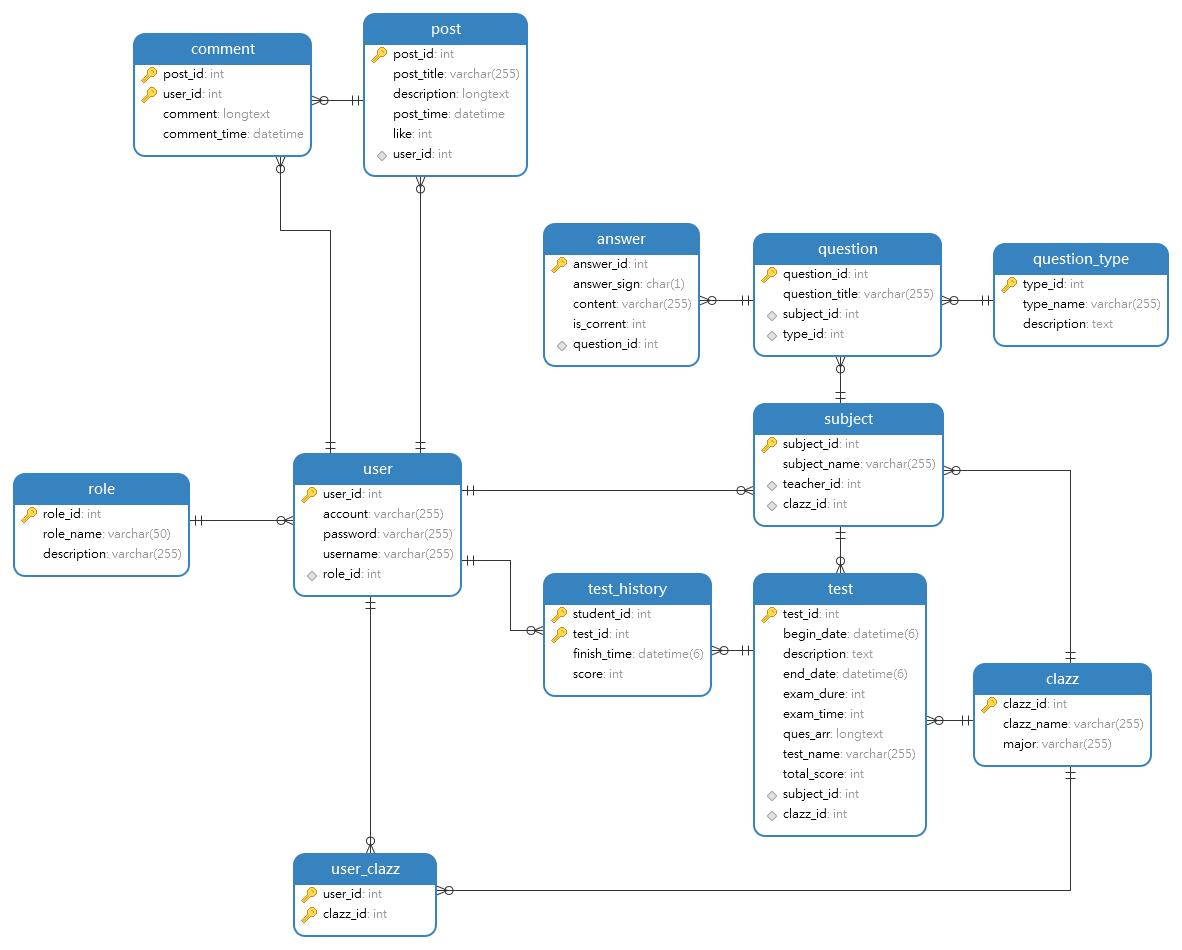 comment
post_id: int
user_id: int
comment: longtext
comment_time: datetime
post
post_id: int
post_title: varchar(255)
description: longtext
post_time: datetime
like: int
user_id: int
answer
answer_id: int
answer_sign: char(1)
content: varchar(255)
is_corrent: int
question_id: int
question
question_id: int
question_title: varchar(255)
subject_id: int
type_id: int
question_type
type_id: int
type_name: varchar(255)
description: text
role
role_id: int
role_name: varchar(50)
description: varchar(255)
user
user_id: int
account: varchar(255)
password: varchar(255)
username: varchar(255)
role_id: int
subject
subject_id: int
subject_name: varchar(255)
teacher_id: int
clazz_id: int
test_history
student_id: int
test_id: int
finish_time: datetime(6)
score: int
test
test_id: int
begin_date: datetime(6)
description: text
end_date: datetime(6)
exam_dure: int
exam_time: int
ques_arr: longtext
test_name: varchar(255)
total_score: int
subject_id: int
clazz_id: int
clazz
clazz_id: int
clazz_name: varchar(255)
major: varchar(255)
user_clazz
user_id: int
clazz_id: int